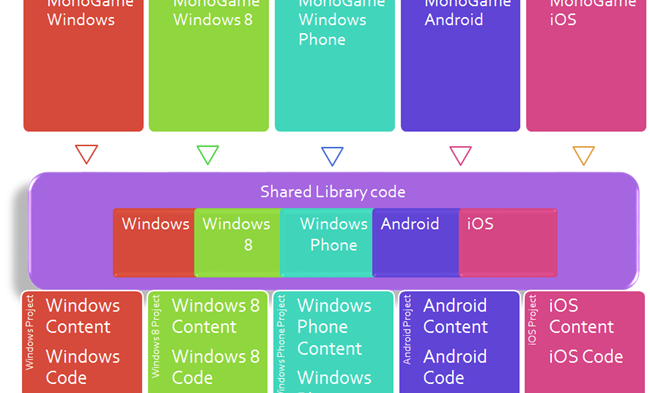 MonoGame
Windows
MonoGame
Windows 8
MonoGame
Windows
Phone
MonoGame
Android
MonoGame
iOS
Shared Library code
Windows
Windows
8
Windows
Phone
Android
iOS
Windows Project
Windows
Content
Windows
Code
Windows 8 Project
Windows 8
Content
Windows 8
Code
Windows Phone Project
Windows
Phone
Content
Windows
Android Project
Android
Content
Android
Code
iOS Project
iOS
Content
iOS Code